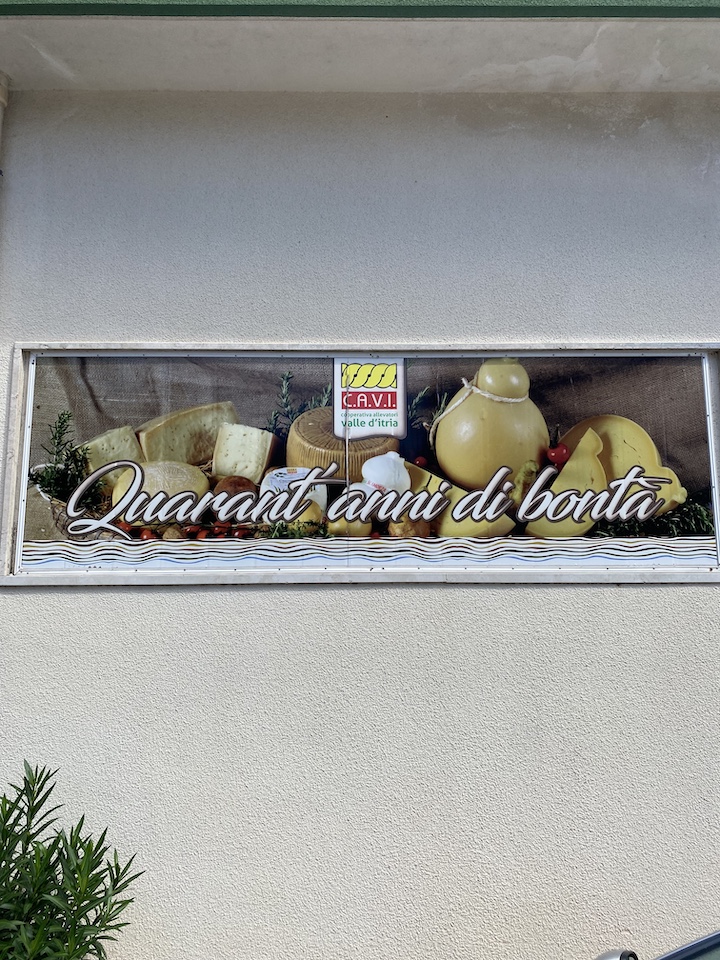 C.A.V.I.
cooperativa allevatori
valle d'itria
Quarant' anni di bontà